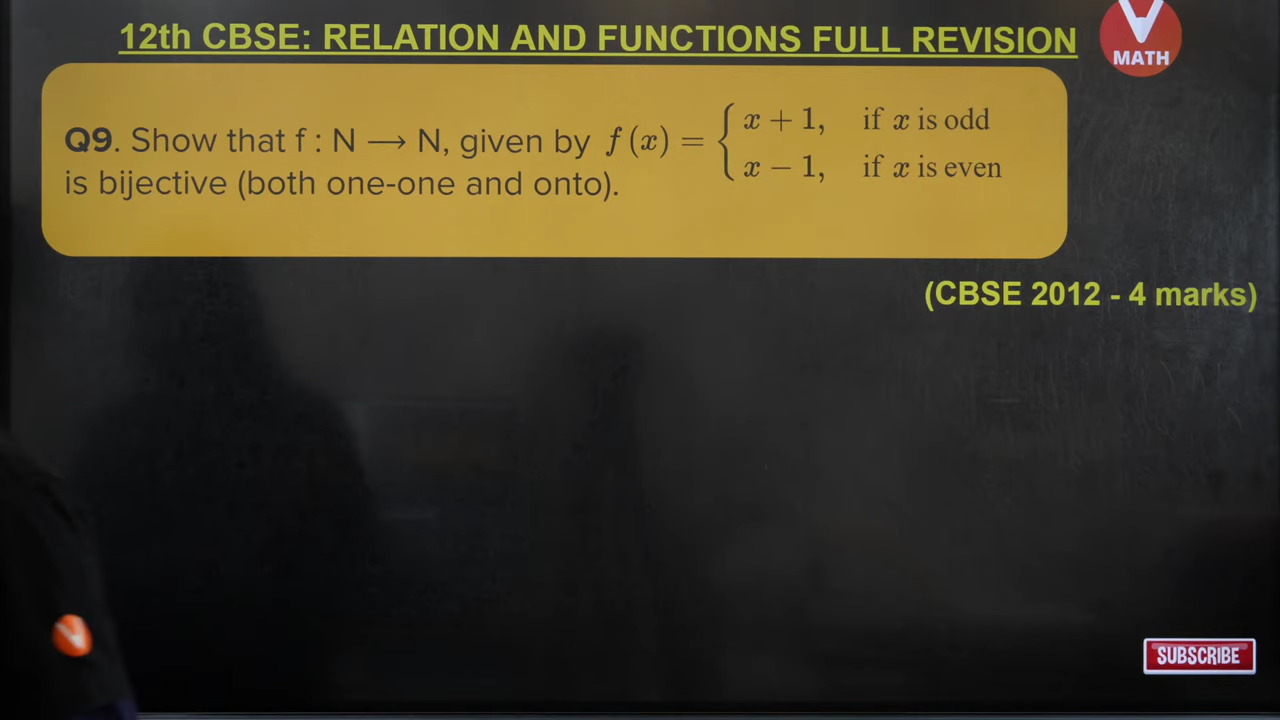 12th CBSE: RELATION AND FUNCTIONS FULL REVISION
MATH
Q9. Show that f : N ⟶ N, given by f (x) = { x + 1, if x is odd
x − 1, if x is even
is bijective (both one-one and onto).
(CBSE 2012 - 4 marks)
SUBSCRIBE